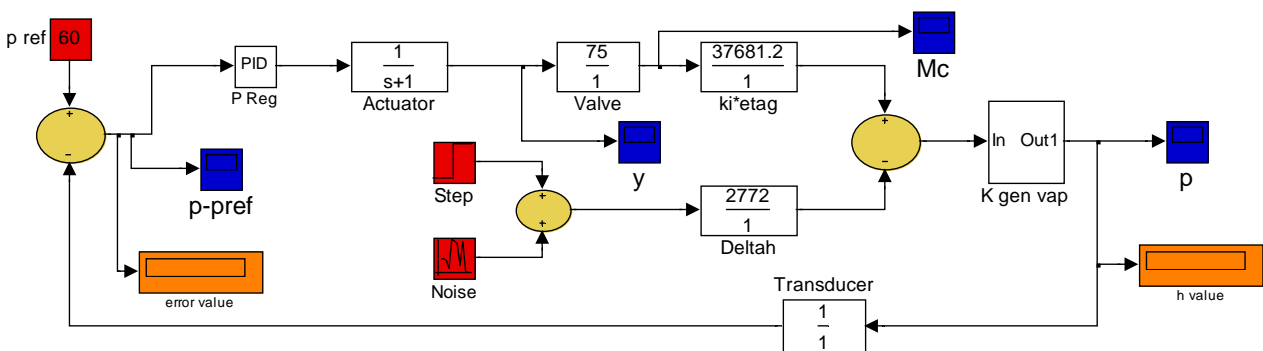 p ref
60
+
-
PID
P Reg
1
s+1
Actuator
75
1
Valve
37681.2
1
ki*etag
Mc
p-pref
error value
y
Step
Noise
+
+
2772
1
Deltah
+
-
In Out1
K gen vap
p
h value
Transducer
1
1